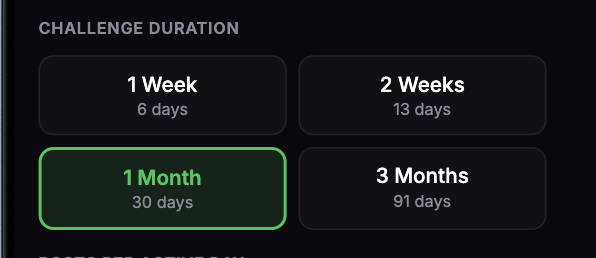 CHALLENGE DURATION
1 Week
6 days
2 Weeks
13 days
1 Month
30 days
3 Months
91 days